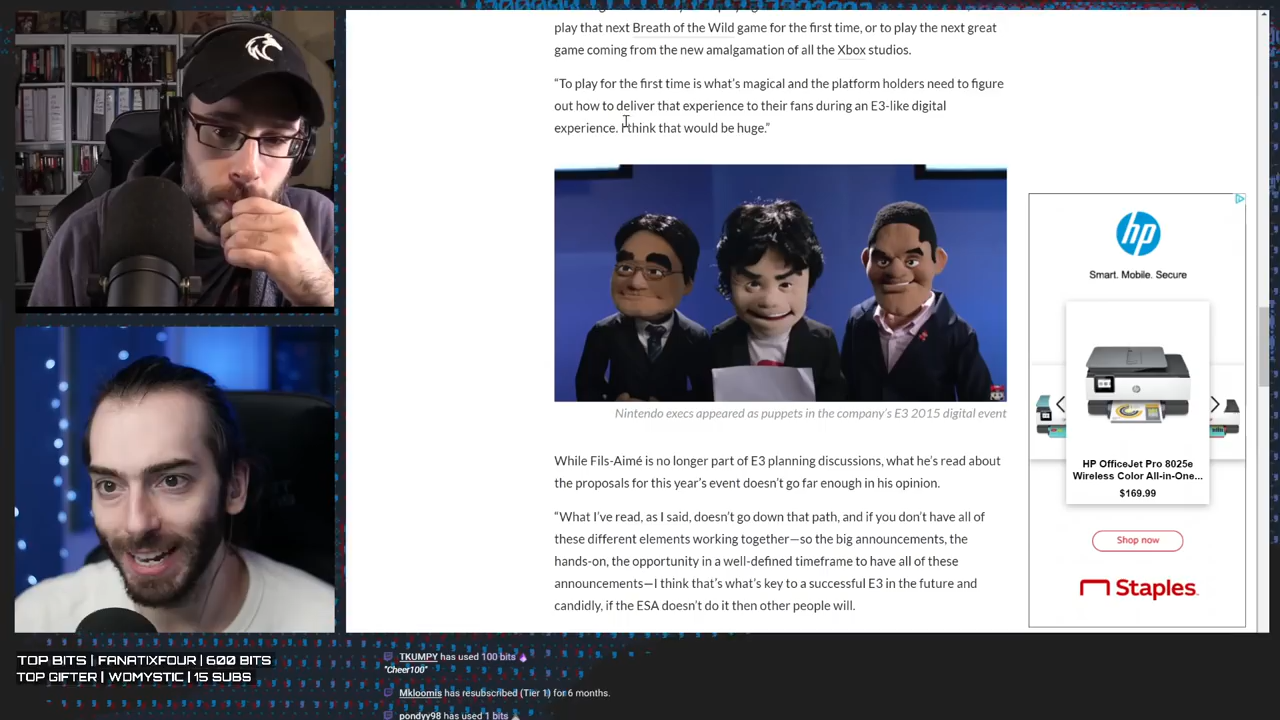 play that next Breath of the Wild game for the first time, or to play the next great
game coming from the new amalgamation of all the Xbox studios.
“To play for the first time is what’s magical and the platform holders need to figure
out how to deliver that experience to their fans during an E3-like digital
experience. I think that would be huge.”
Nintendo execs appeared as puppets in the company’s E3 2015 digital event
While Fils-Aimé is no longer part of E3 planning discussions, what he’s read about
the proposals for this year’s event doesn’t go far enough in his opinion.
“What I’ve read, as I said, doesn’t go down that path, and if you don’t have all of
these different elements working together—so the big announcements, the
hands-on, the opportunity in a well-defined timeframe to have all of these
announcements—I think that’s what’s key to a successful E3 in the future and
candidly, if the ESA doesn’t do it then other people will.
hp
Smart. Mobile. Secure
HP OfficeJet Pro 8025e
Wireless Color All-in-One...
$169.99
Shop now
Staples
TOP BITS | FANATIXFOUR | 600 BITS
TOP GIFTER | WDMYSTIC | 15 SUBS
TKUMPY has used 100 bits
"Cheer100"
Mkloomis has resubscribed (Tier 1) for 6 months.
pondyy98 has used 1 bits